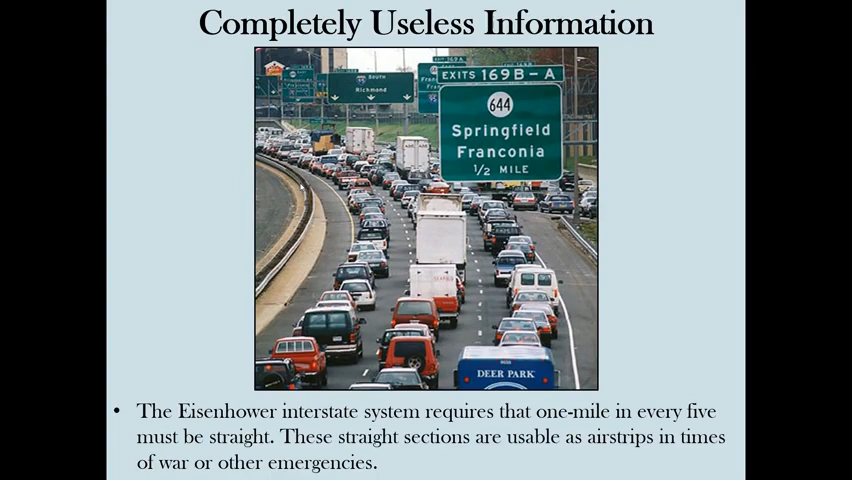 Completely Useless Information
EXITS 169B-A
SOUTH
Richmond
644
Springfield
Franconia
1/2 MILE
DEER PARK
• The Eisenhower interstate system requires that one-mile in every five
must be straight. These straight sections are usable as airstrips in times
of war or other emergencies.